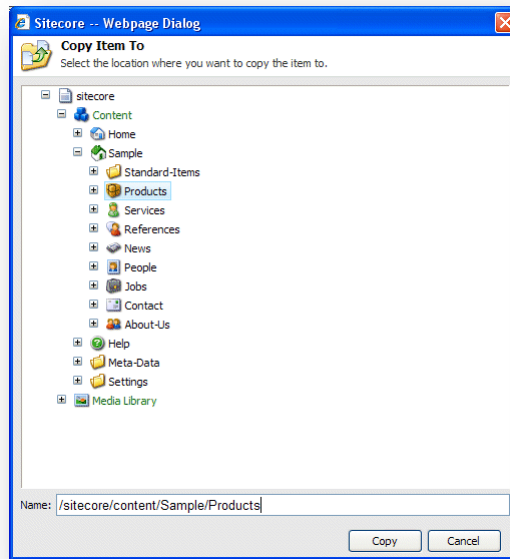 Sitecore -- Webpage Dialog
Copy Item To
Select the location where you want to copy the item to.
sitecore
Content
Home
Sample
Standard-Items
Products
Services
References
News
People
Jobs
Contact
About-Us
Help
Meta-Data
Settings
Media Library
Name: /sitecore/content/Sample/Products
Copy Cancel